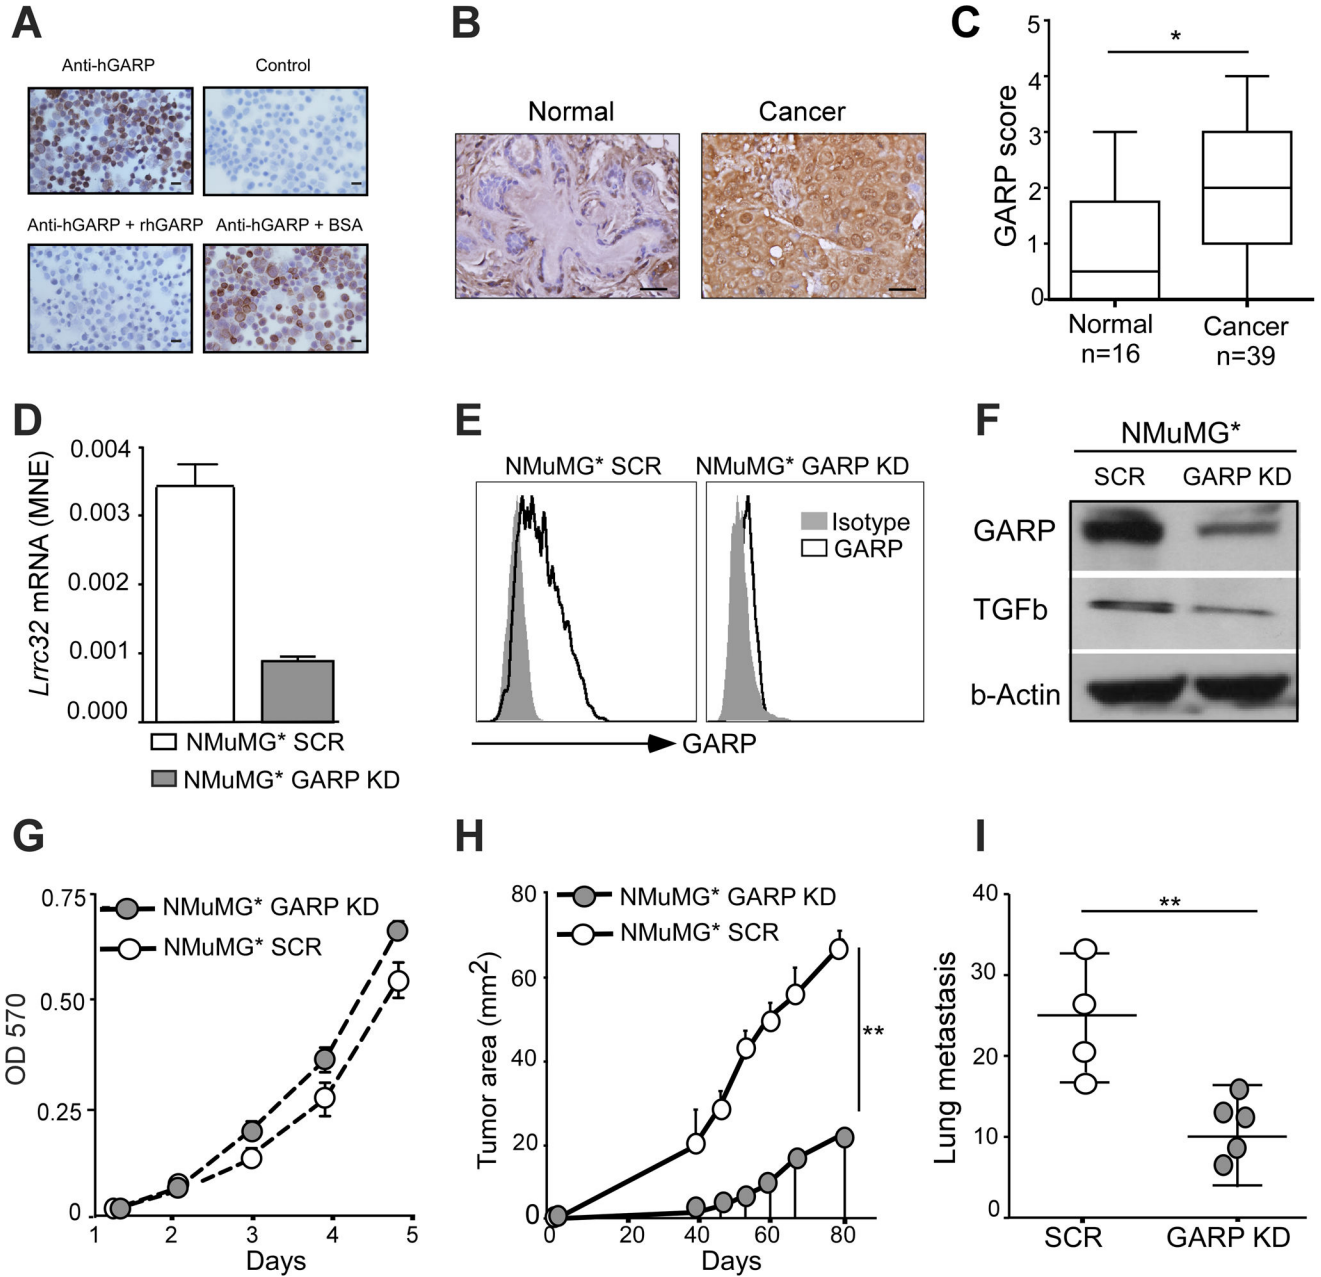 A
Anti-hGARP
Control
Anti-hGARP + rhGARP
Anti-hGARP + BSA
B
Normal
Cancer
C
GARP score
5
4
3
2
1
0
*
Normal
n=16
Cancer
n=39
D
Lrrc32 mRNA (MNE)
0.004
0.003
0.002
0.001
0.000
NMuMG* SCR
NMuMG* GARP KD
E
NMuMG* SCR
NMuMG* GARP KD
Isotype
GARP
GARP
F
NMuMG*
SCR
GARP KD
GARP
TGFb
b-Actin
G
OD 570
0.75
0.50
0.25
0
NMuMG* GARP KD
NMuMG* SCR
1 2 3 4 5
Days
H
Tumor area (mm2)
80
60
40
20
0
NMuMG* GARP KD
NMuMG* SCR
**
0 20 40 60 80
Days
I
Lung metastasis
40
30
20
10
0
**
SCR
GARP KD